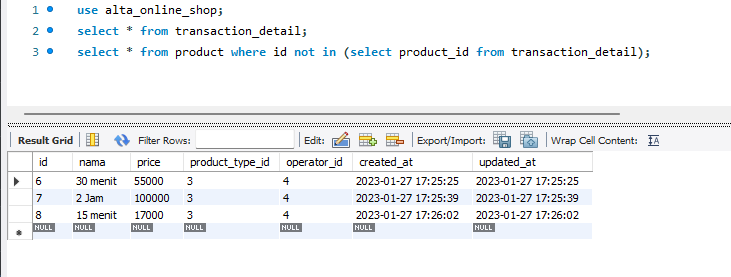 1 use alta_online_shop;
2 select * from transaction_detail;
3 select * from product where id not in (select product_id from transaction_detail);
Result Grid Filter Rows: Edit: Export/Import: Wrap Cell Content:
id nama price product_type_id operator_id created_at updated_at
6 30 menit 55000 3 4 2023-01-27 17:25:25 2023-01-27 17:25:25
7 2 Jam 100000 3 4 2023-01-27 17:25:39 2023-01-27 17:25:39
8 15 menit 17000 3 4 2023-01-27 17:26:02 2023-01-27 17:26:02
NULL NULL NULL NULL NULL NULL NULL